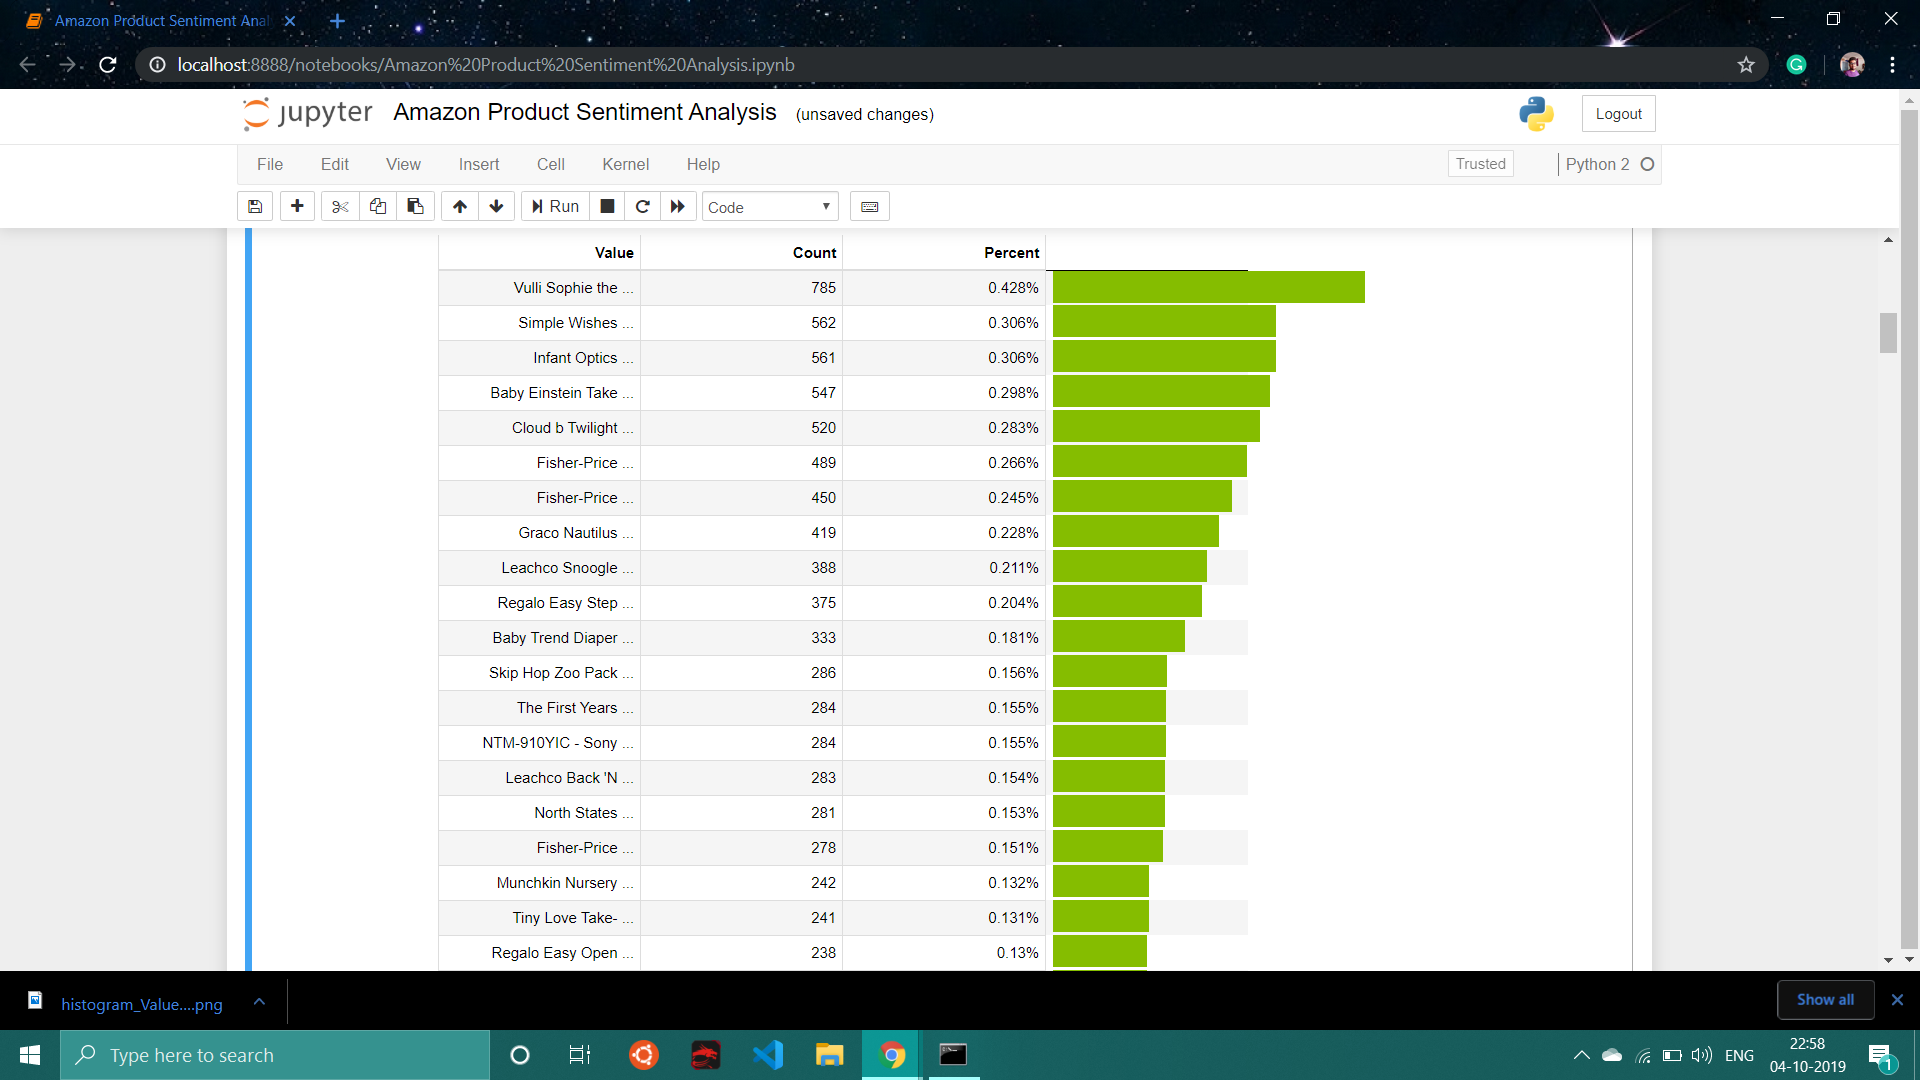 Amazon Product Sentiment Anal
localhost:8888/notebooks/Amazon%20Product%20Sentiment%20Analysis.ipynb
jupyter Amazon Product Sentiment Analysis (unsaved changes) Logout
File Edit View Insert Cell Kernel Help Trusted Python 2
Run Code
Value Count Percent
Vulli Sophie the ... 785 0.428%
Simple Wishes ... 562 0.306%
Infant Optics ... 561 0.306%
Baby Einstein Take ... 547 0.298%
Cloud b Twilight ... 520 0.283%
Fisher-Price ... 489 0.266%
Fisher-Price ... 450 0.245%
Graco Nautilus ... 419 0.228%
Leachco Snoogle ... 388 0.211%
Regalo Easy Step ... 375 0.204%
Baby Trend Diaper ... 333 0.181%
Skip Hop Zoo Pack ... 286 0.156%
The First Years ... 284 0.155%
NTM-910YIC - Sony ... 284 0.155%
Leachco Back 'N ... 283 0.154%
North States ... 281 0.153%
Fisher-Price ... 278 0.151%
Munchkin Nursery ... 242 0.132%
Tiny Love Take- ... 241 0.131%
Regalo Easy Open ... 238 0.13%
histogram_Value....png Show all
Type here to search ENG 22:58
04-10-2019 1